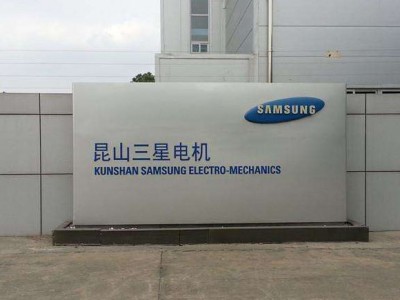 SAMSUNG
昆山三星电机
KUNSHAN SAMSUNG ELECTRO-MECHANICS